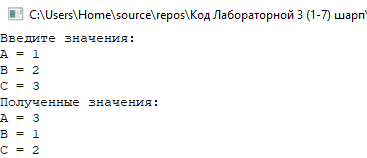 C:\Users\Home\source\repos\Код Лабораторной 3 (1-7) шарп\
Введите значения:
A = 1
B = 2
C = 3
Полученные значения:
A = 3
B = 1
C = 2